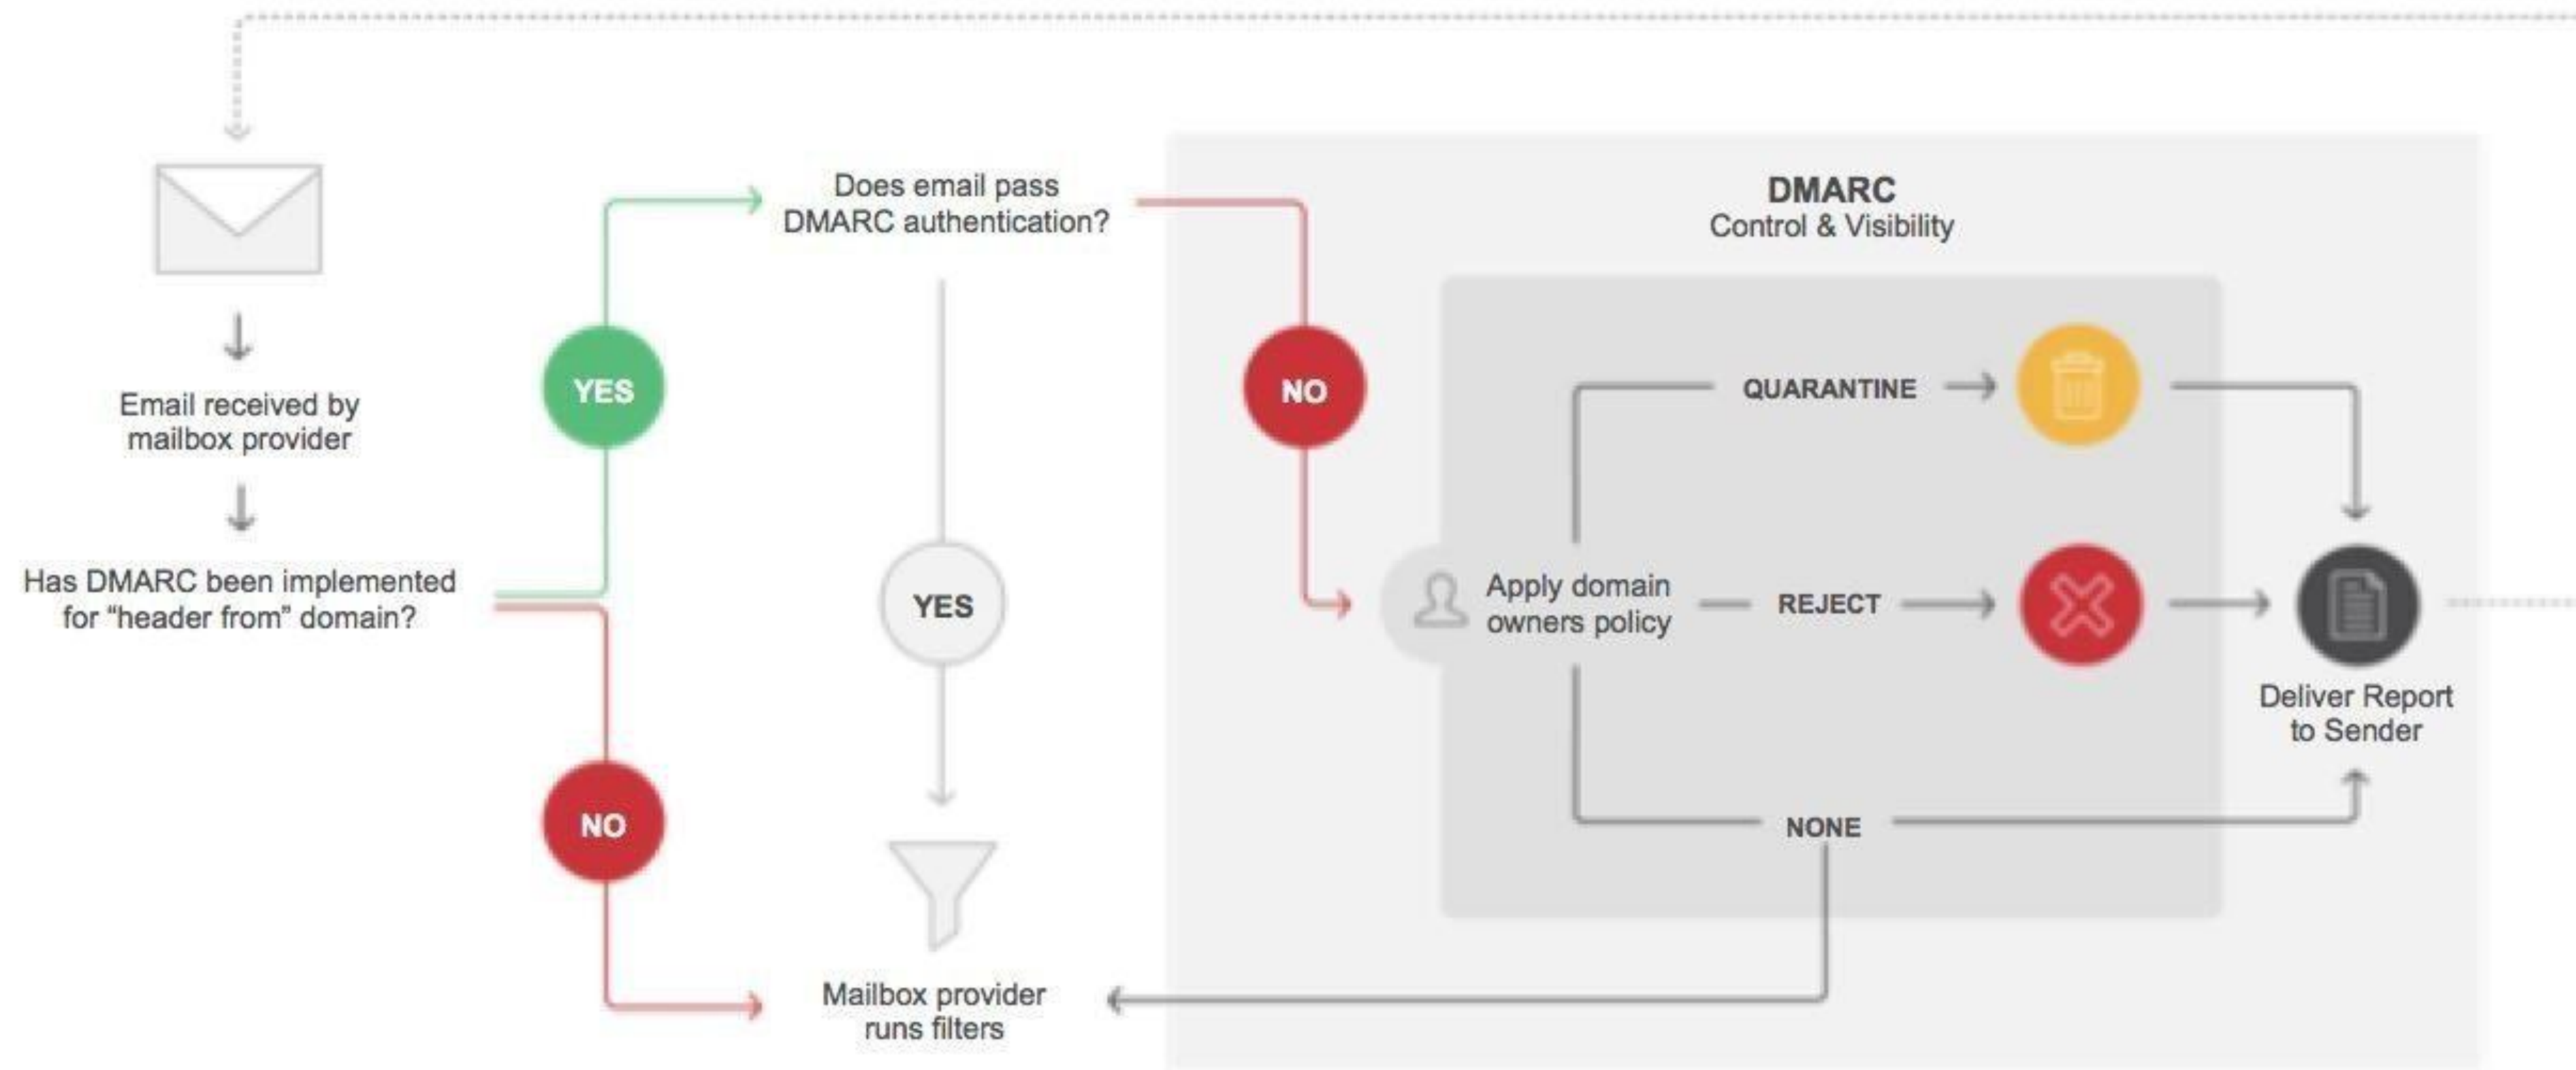 Email received by
mailbox provider
Has DMARC been implemented
for “header from” domain?
YES
NO
Does email pass
DMARC authentication?
YES
Mailbox provider
runs filters
NO
DMARC
Control & Visibility
Apply domain
owners policy
QUARANTINE
REJECT
NONE
Deliver Report
to Sender